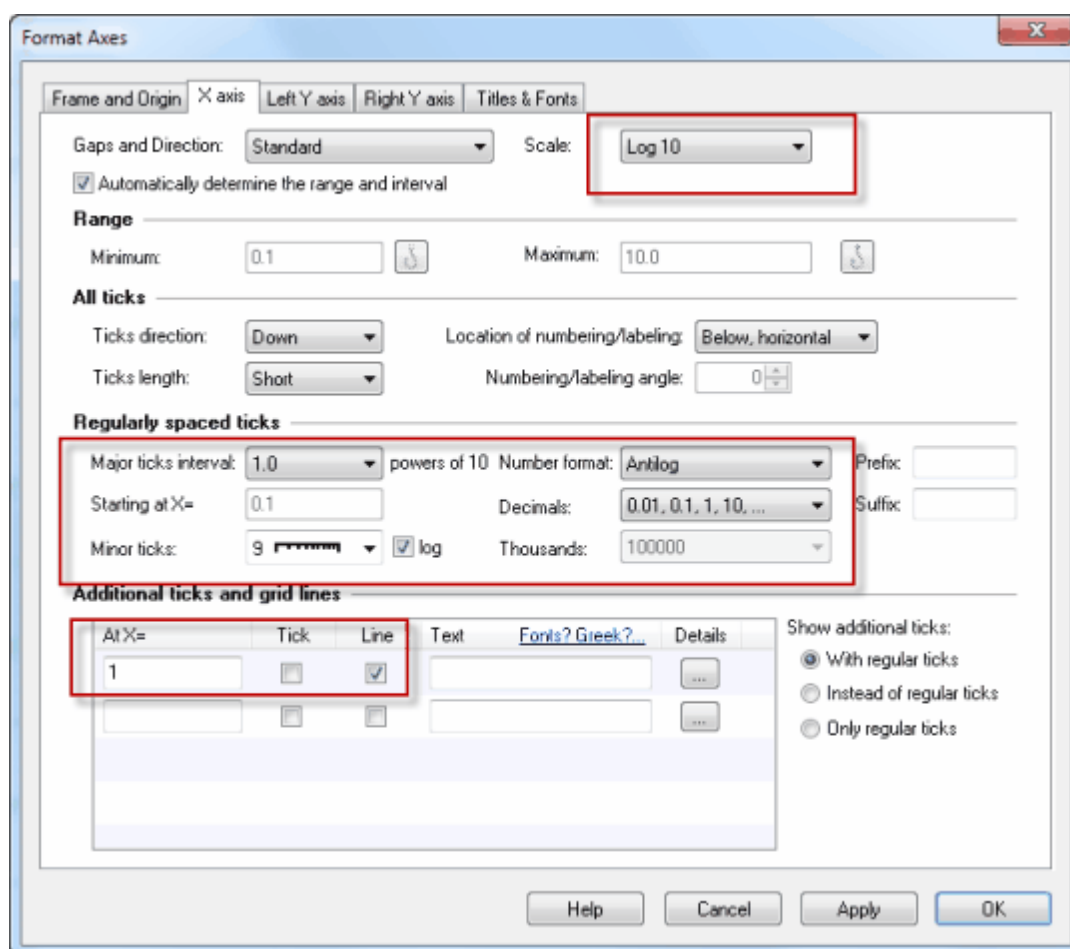 Format Axes
Frame and Origin X axis Left Y axis Right Y axis Titles & Fonts
Gaps and Direction: Standard Scale: Log 10
Automatically determine the range and interval
Range
Minimum: 0.1 Maximum: 10.0
All ticks
Ticks direction: Down Location of numbering/labeling: Below, horizontal
Ticks length: Short Numbering/labeling angle: 0
Regularly spaced ticks
Major ticks interval: 1.0 powers of 10 Number format: Antilog Prefix:
Starting at X= 0.1 Decimals: 0.01, 0.1, 1, 10, ... Suffix:
Minor ticks: 9 log Thousands: 100000
Additional ticks and grid lines
At X= Tick Line Text Fonts? Greek?... Details Show additional ticks:
1 ... With regular ticks
Instead of regular ticks
... Only regular ticks
Help Cancel Apply OK